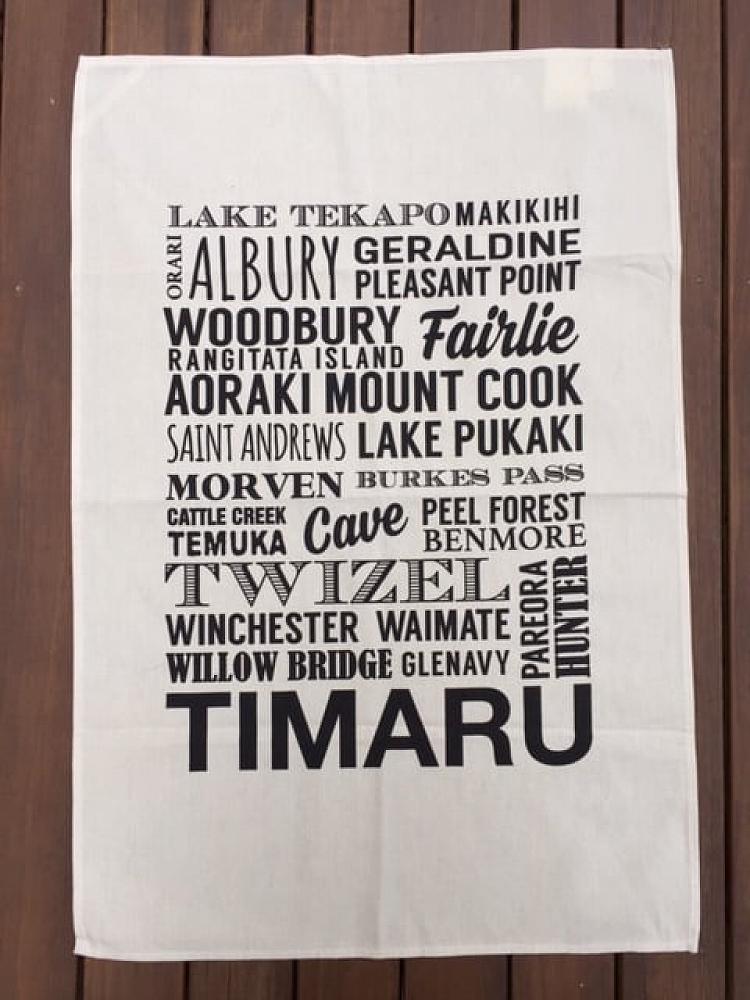 LAKE TEKAPO MAKIKIHI
ORARI
ALBURY
GERALDINE
PLEASANT POINT
WOODBURY
Fairlie
RANGITATA ISLAND
AORAKI MOUNT COOK
SAINT ANDREWS LAKE PUKAKI
MORVEN BURKES PASS
CATTLE CREEK
Cave
PEEL FOREST
TEMUKA
BENMORE
TWIZEL
PAREORA
HUNTER
WINCHESTER WAIMATE
WILLOW BRIDGE GLENAVY
TIMARU